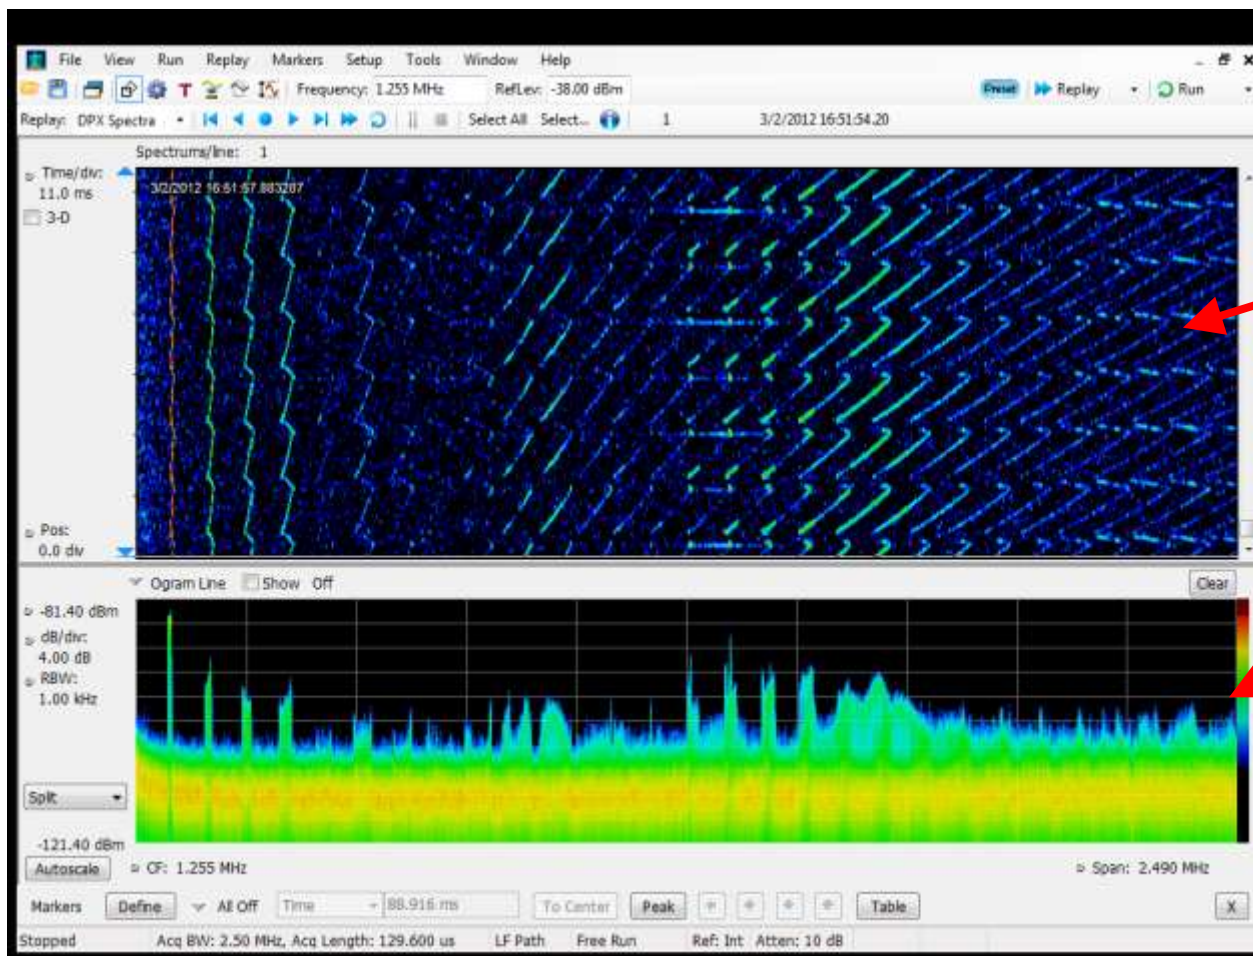 File View Run Replay Markers Setup Tools Window Help
T Frequency: 1.255 MHz RefLev: -38.00 dBm Preset Replay Run
Replay: DPX Spectra Select All Select... 1 3/2/2012 16:51:54.20
Spectrums/line: 1
Time/div:
11.0 ms
3/2/2012 16:51:57.883287
3-D
Pos:
0.0 div
Ogram Line Show Off Clear
-81.40 dBm
dB/div:
4.00 dB
RBW:
1.00 kHz
Split
-121.40 dBm
Autoscale CF: 1.255 MHz Span: 2.490 MHz
Markers Define All Off Time 88.916 ms To Center Peak Table X
Stopped Acq BW: 2.50 MHz, Acq Length: 129.600 us LF Path Free Run Ref: Int Atten: 10 dB